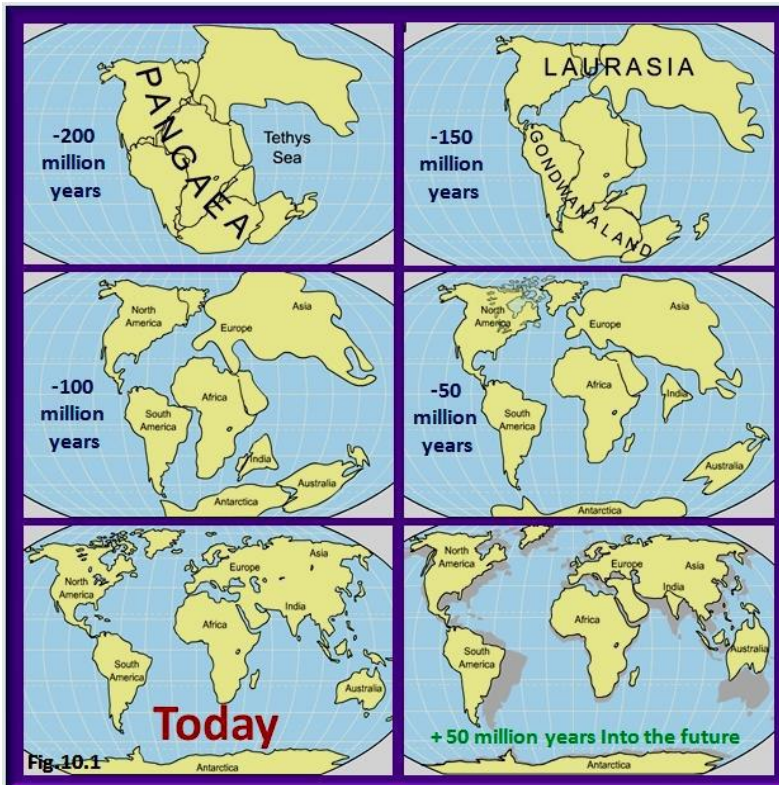 PANGAEA
-200
million
years
Tethys
Sea
LAURASIA
GONDWANALAND
-150
million
years
North
America
Asia
Europe
-100
million
years
Africa
South
America
India
Australia
Antarctica
North
America
Asia
Europe
-50
million
years
Africa
India
South
America
Australia
Antarctica
Asia
Europe
North
America
India
Africa
South
America
Australia
Today
Fig.10.1
Antarctica
North
America
Europe
Asia
India
Africa
Australia
South
America
+ 50 million years Into the future
Antarctica